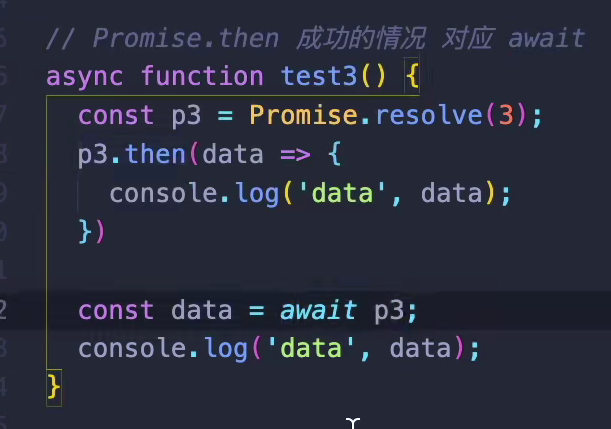 // Promise.then 成功的情况 对应 await
async function test3() {
  const p3 = Promise.resolve(3);
  p3.then(data => {
    console.log('data', data);
  })
  const data = await p3;
  console.log('data', data);
}